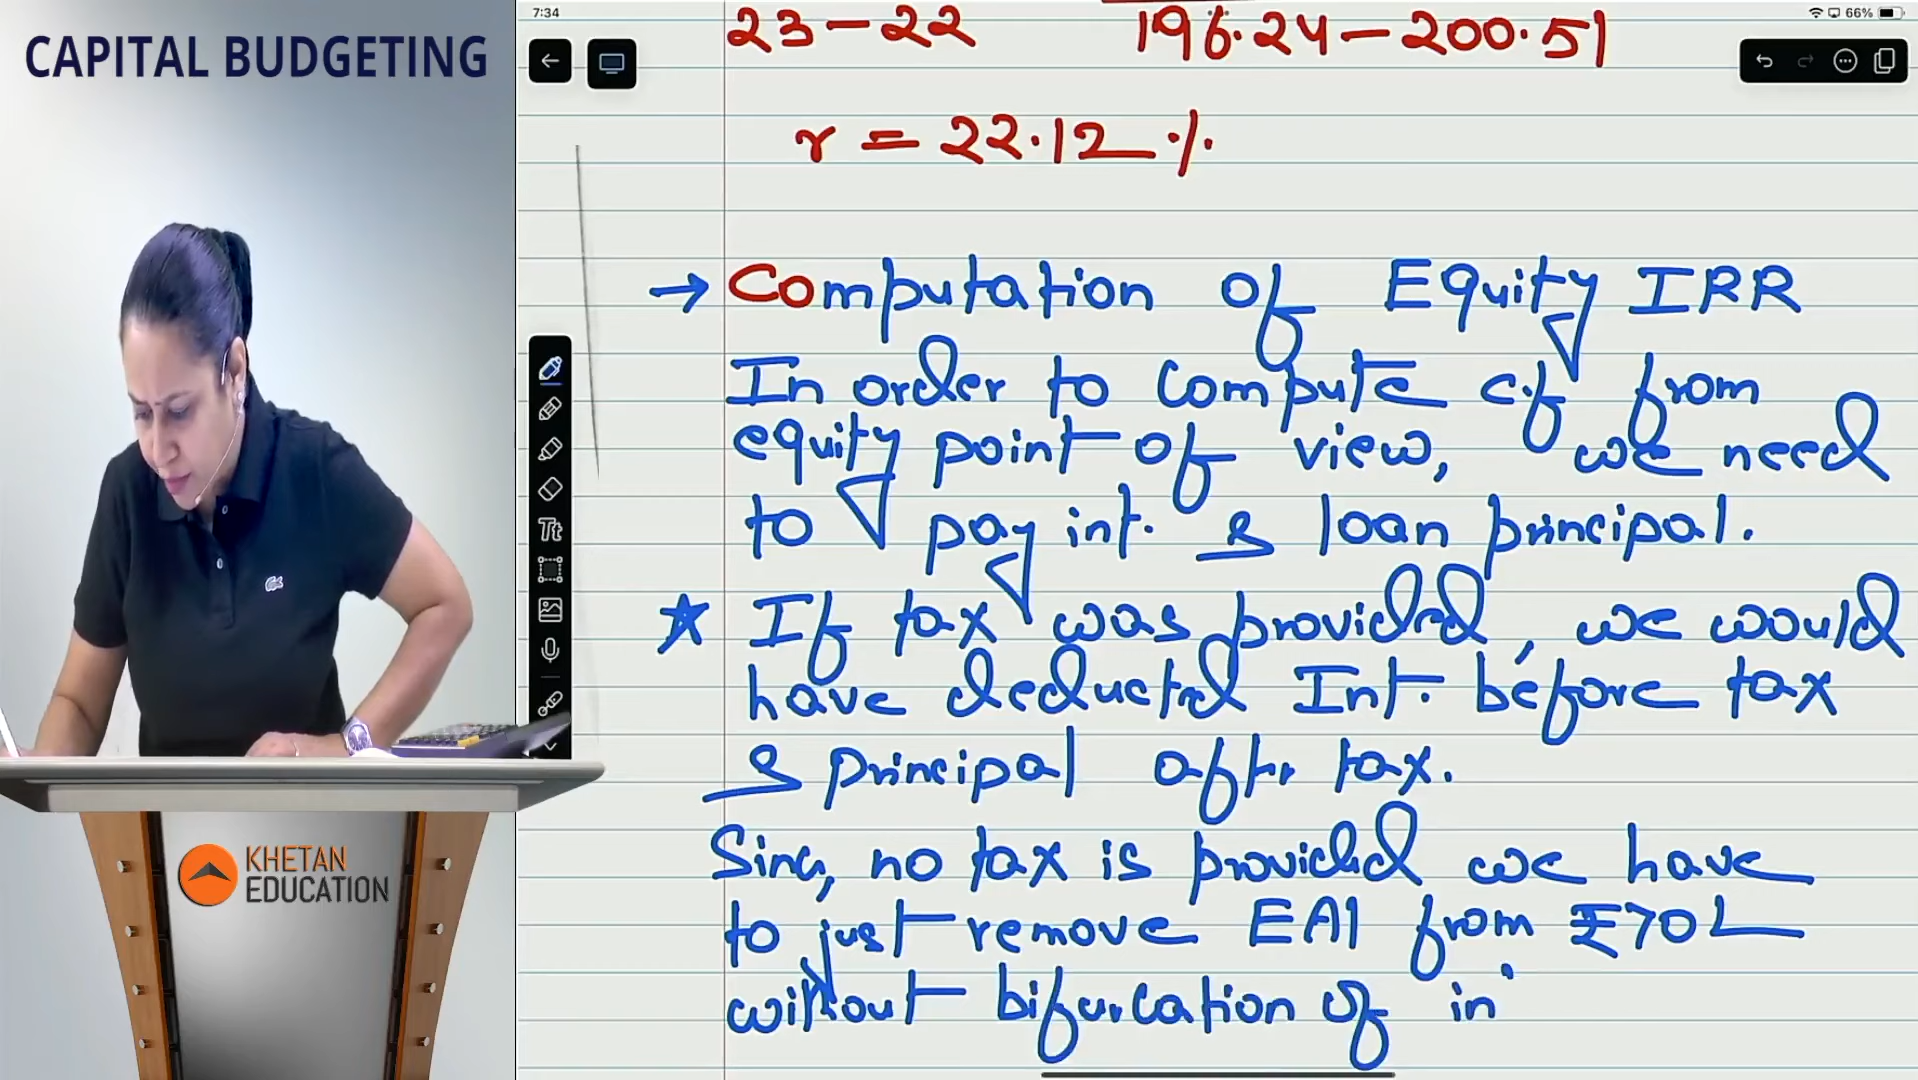 CAPITAL BUDGETING
7:34
66%
23-22 196.24-200.51
r = 22.12 %
→ Computation of Equity IRR
In order to compute cf from
equity point of view, we need
to pay int. & loan principal.
★ If tax was provided, we would
have deducted Int. before tax
& principal after tax.
Since, no tax is provided we have
to just remove EAI from ₹70L
without bifurcation of in
Tt
KHETAN
EDUCATION